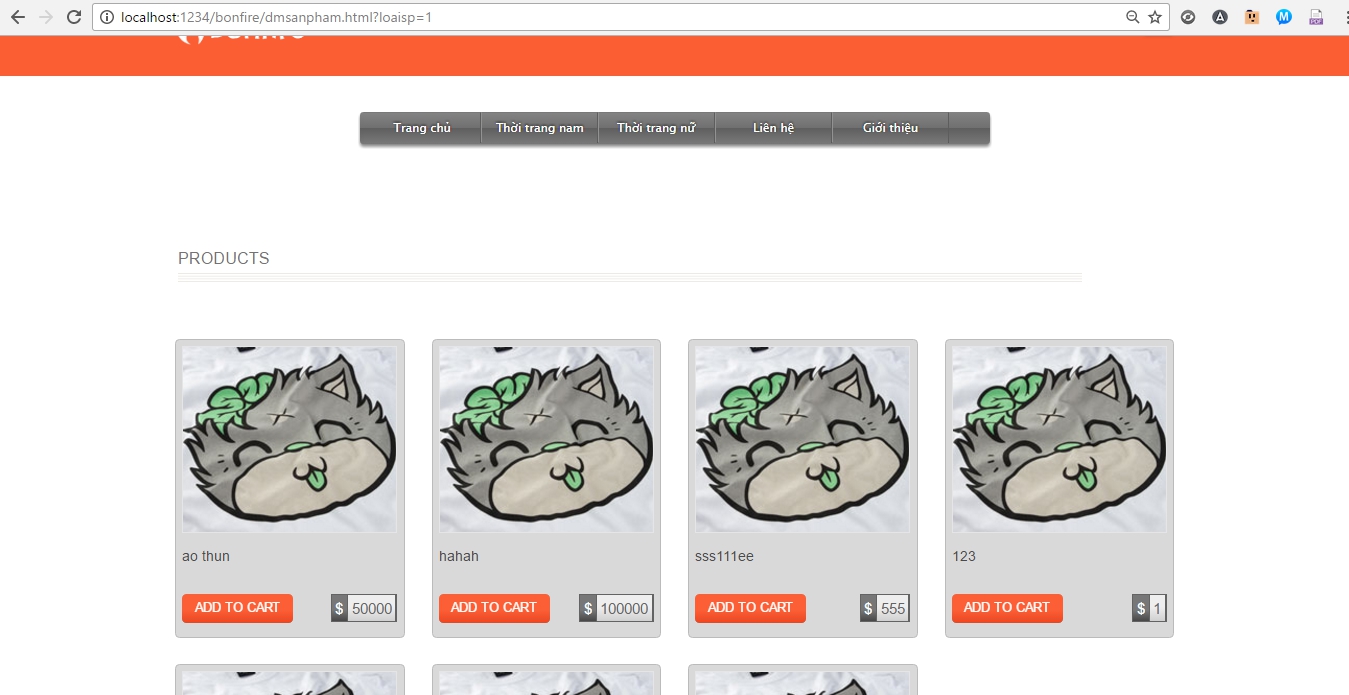 localhost:1234/bonfire/dmsanpham.html?loaisp=1
Trang chủ Thời trang nam Thời trang nữ Liên hệ Giới thiệu
PRODUCTS
ao thun hahah sss111ee 123
ADD TO CART $ 50000 ADD TO CART $ 100000 ADD TO CART $ 555 ADD TO CART $ 1